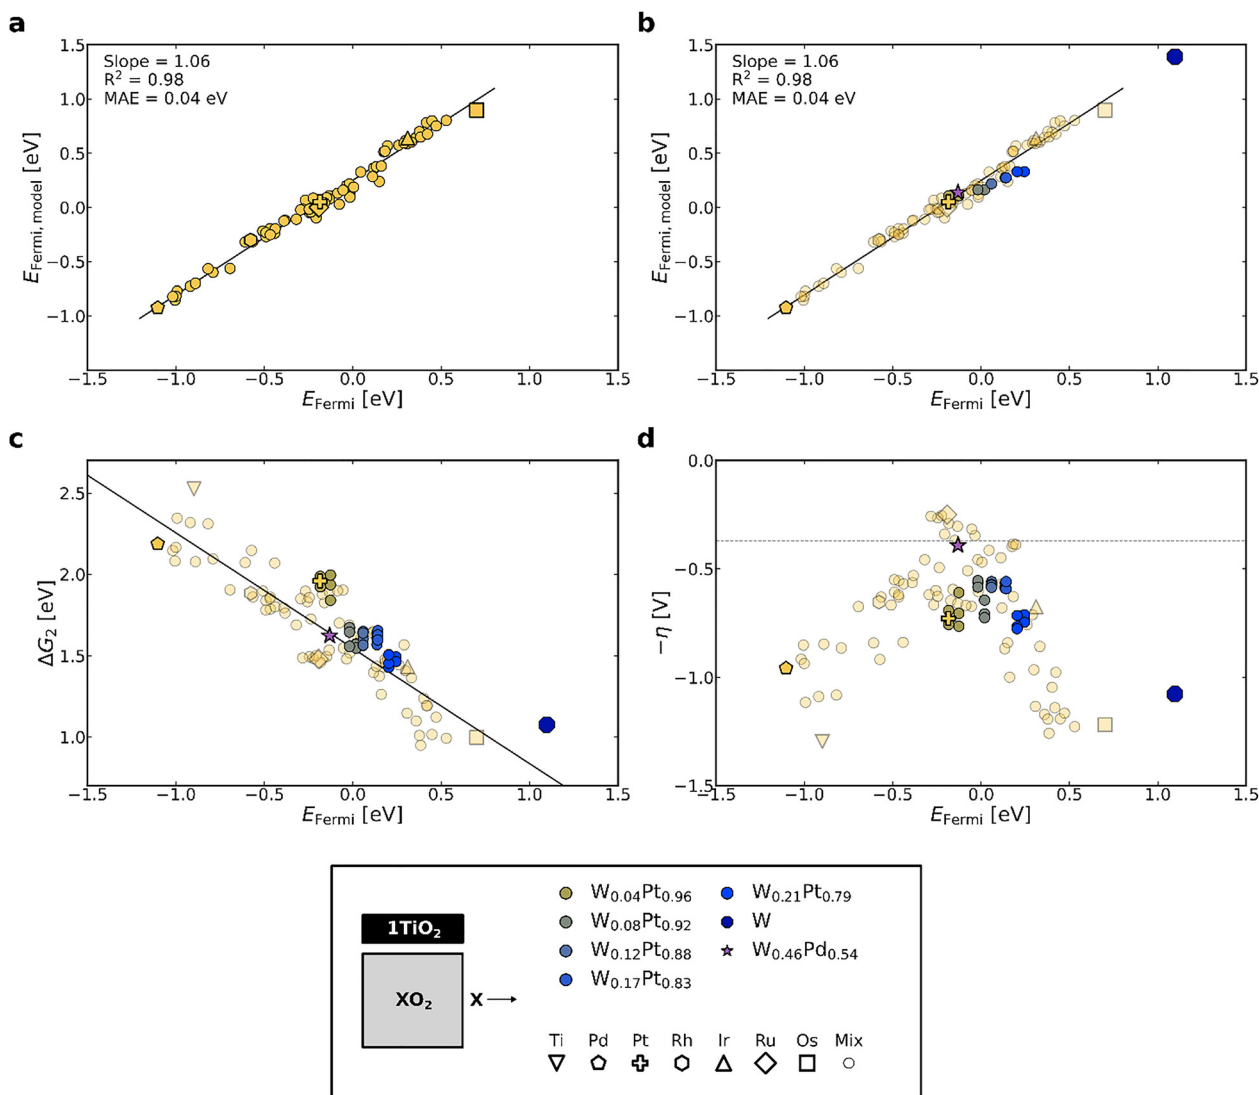 a
1.5
1.0
0.5
0.0
−0.5
−1.0
−1.5 −1.0 −0.5 0.0 0.5 1.0 1.5
E_Fermi, model [eV]
E_Fermi [eV]
Slope = 1.06
R² = 0.98
MAE = 0.04 eV
b
1.5
1.0
0.5
0.0
−0.5
−1.0
−1.5 −1.0 −0.5 0.0 0.5 1.0 1.5
E_Fermi, model [eV]
E_Fermi [eV]
Slope = 1.06
R² = 0.98
MAE = 0.04 eV
c
2.5
2.0
1.5
1.0
−1.5 −1.0 −0.5 0.0 0.5 1.0 1.5
ΔG₂ [eV]
E_Fermi [eV]
d
0.0
−0.5
−1.0
−1.5
−1.5 −1.0 −0.5 0.0 0.5 1.0 1.5
−η [V]
E_Fermi [eV]
1TiO₂
XO₂
X
W₀.₀₄Pt₀.₉₆
W₀.₀₈Pt₀.₉₂
W₀.₁₂Pt₀.₈₈
W₀.₁₇Pt₀.₈₃
W₀.₂₁Pt₀.₇₉
W
W₀.₄₆Pd₀.₅₄
Ti Pd Pt Rh Ir Ru Os Mix